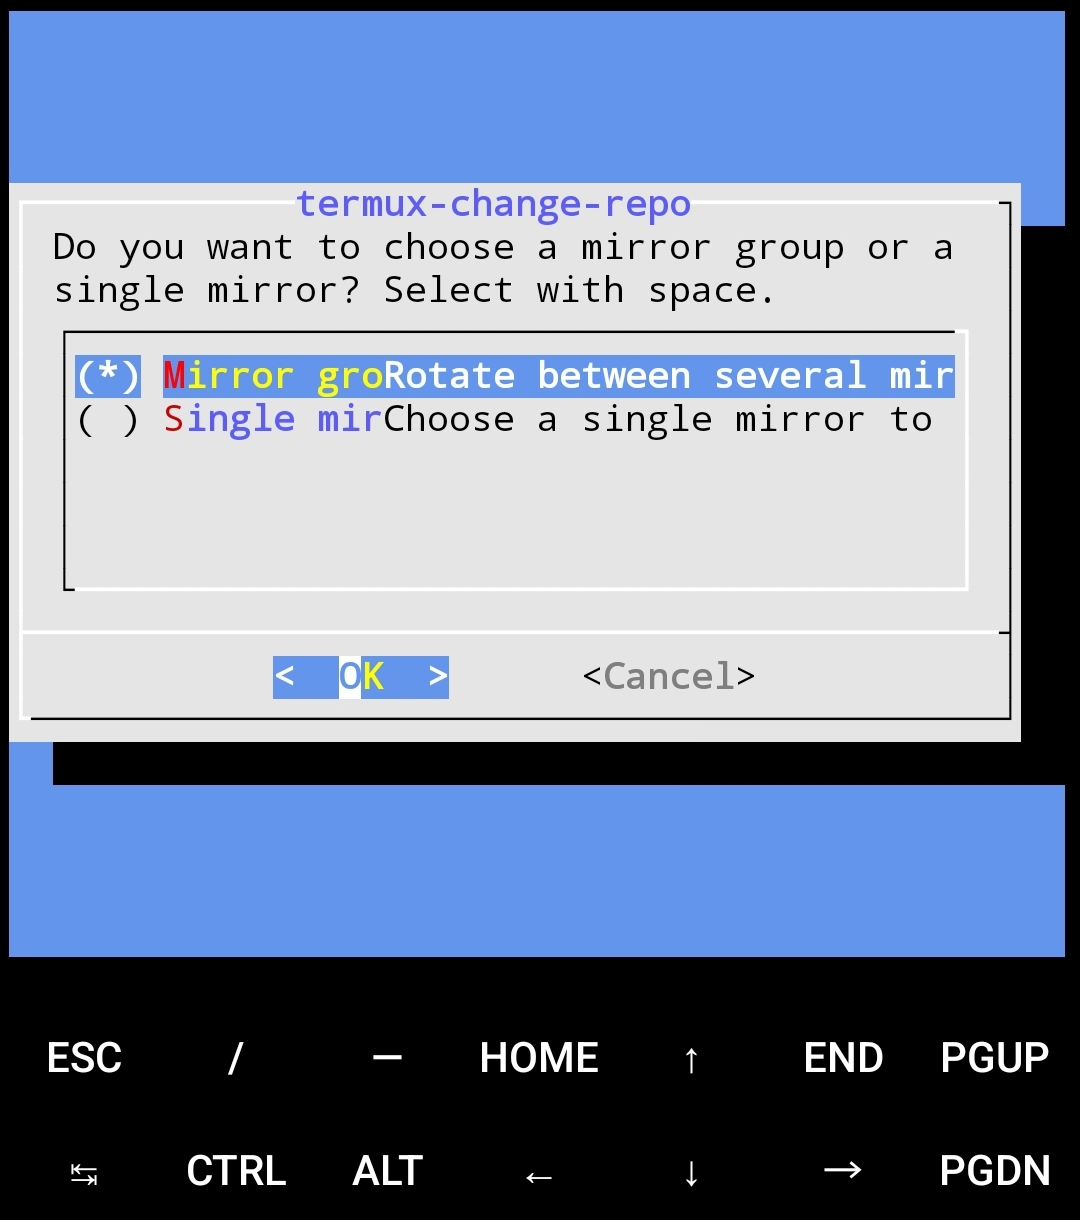 termux-change-repo
Do you want to choose a mirror group or a
single mirror? Select with space.
(*) Mirror groRotate between several mir
( ) Single mirChoose a single mirror to
< OK > <Cancel>
ESC / — HOME ↑ END PGUP
↹ CTRL ALT ← ↓ → PGDN